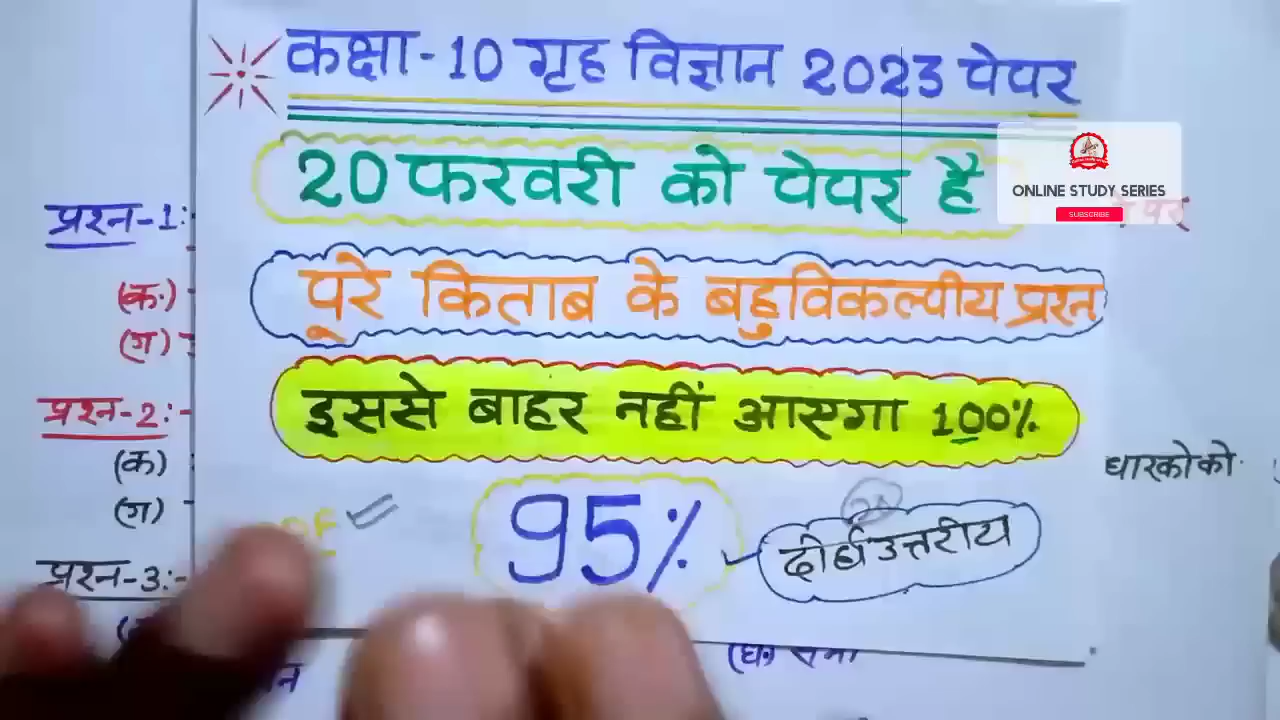 कक्षा-10 गृह विज्ञान 2023 पेपर
20 फरवरी को पेपर है
ONLINE STUDY SERIES
SUBSCRIBE
प्रश्न-1:
पूरे किताब के बहुविकल्पीय प्रश्न
(क)
(ग)
इससे बाहर नहीं आएगा 100%
प्रश्न-2:-
(क)
धारकोको
(ग)
95%
दीर्घउत्तरीय
प्रश्न-3:-